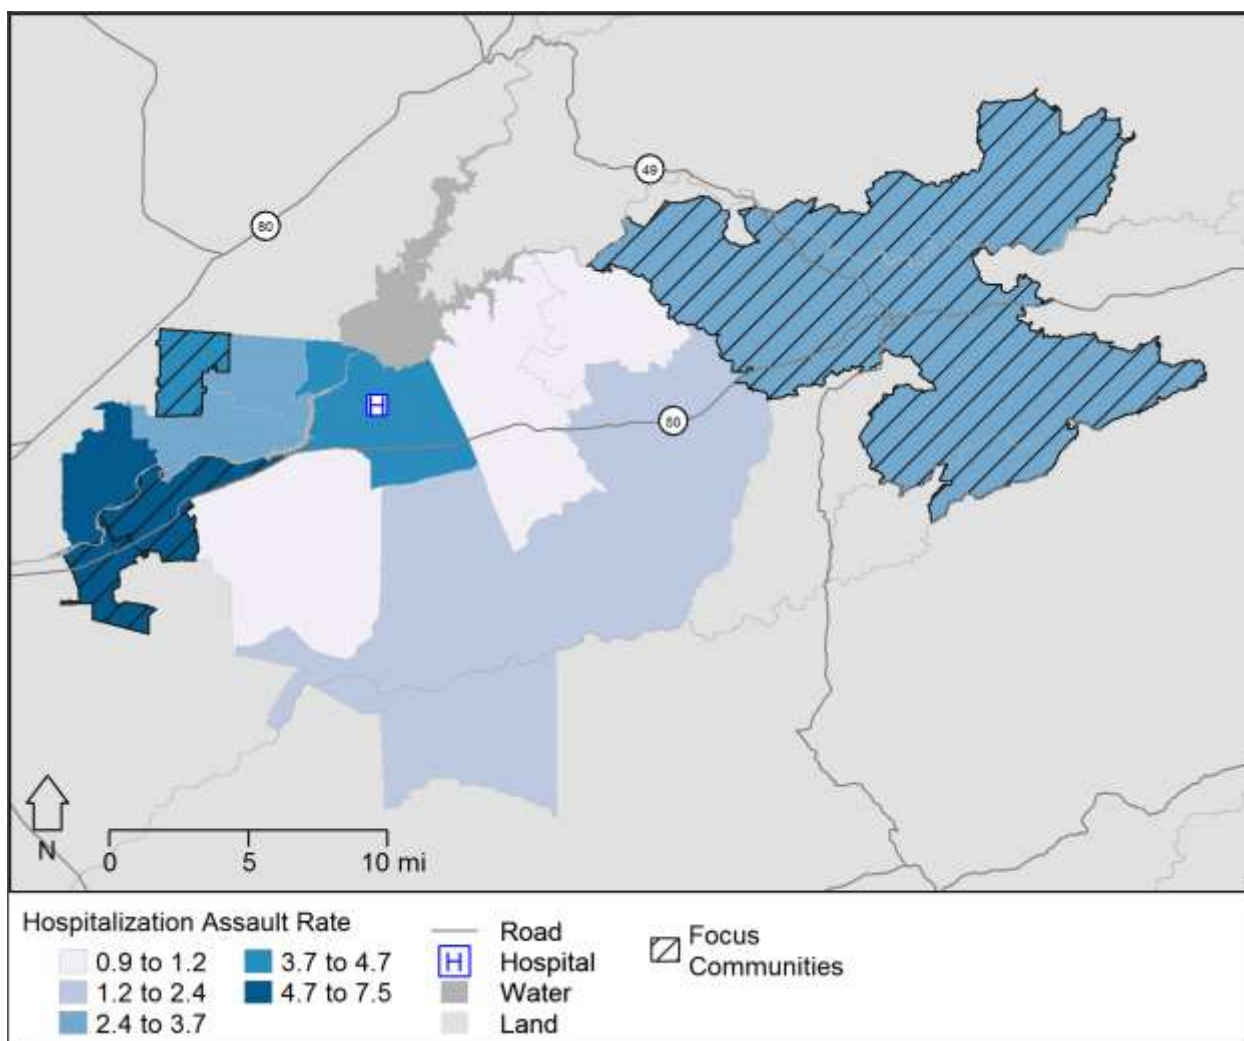 49
80
H
50
N
0 5 10 mi
Hospitalization Assault Rate
0.9 to 1.2
1.2 to 2.4
2.4 to 3.7
3.7 to 4.7
4.7 to 7.5
Road
H Hospital
Water
Land
Focus
Communities